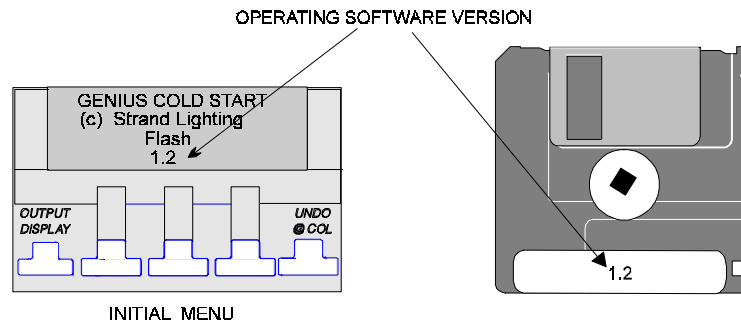 OPERATING SOFTWARE VERSION
GENIUS COLD START
(c) Strand Lighting
Flash
1.2
OUTPUT
DISPLAY
UNDO
@ COL
1.2
INITIAL MENU